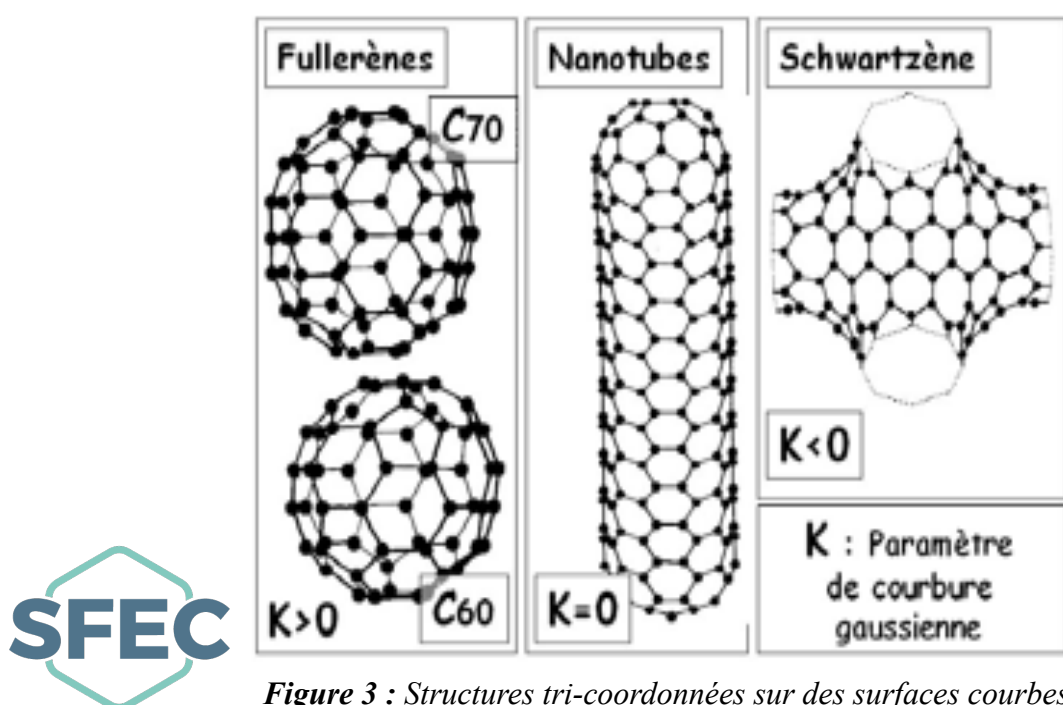 Fullerènes
C70
C60
K>0
Nanotubes
K=0
Schwartzène
K<0
K : Paramètre
de courbure
gaussienne
SFEC
Figure 3 : Structures tri-coordonnées sur des surfaces courbes